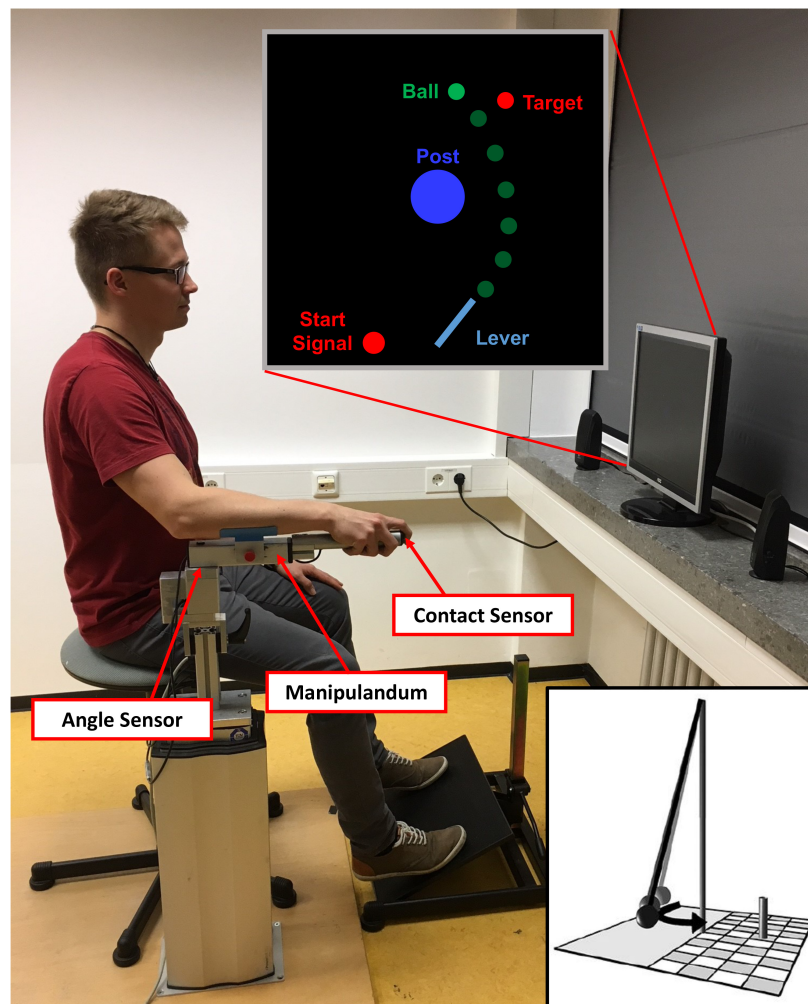 Ball
Target
Post
Start
Signal
Lever
Contact Sensor
Manipulandum
Angle Sensor